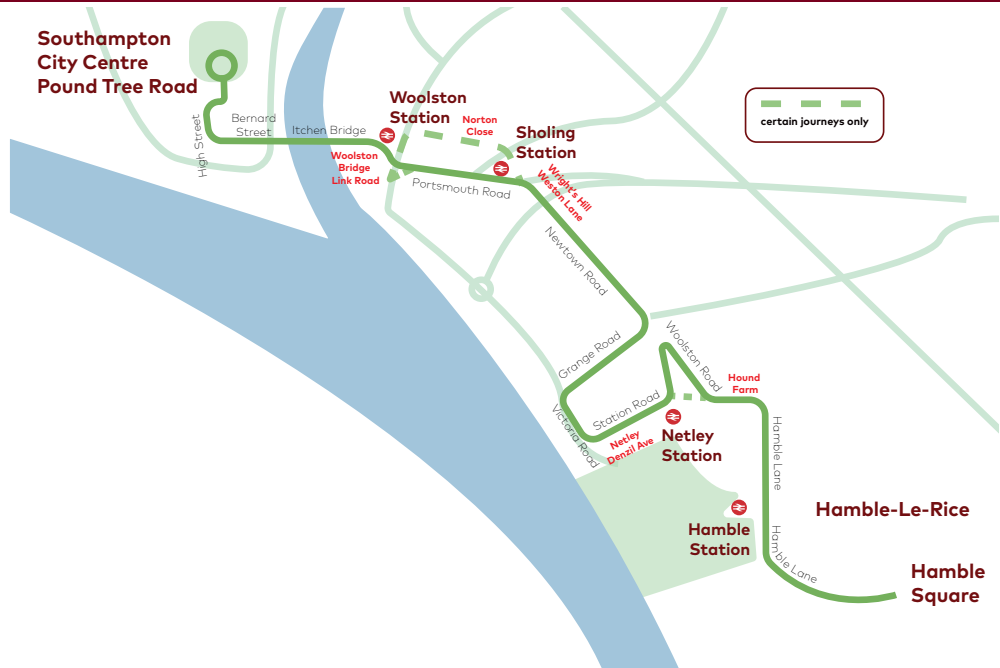 Southampton
City Centre
Pound Tree Road
High Street
Bernard
Street
Itchen Bridge
Woolston
Station
Norton
Close
Sholing
Station
certain journeys only
Woolston
Bridge
Link Road
Portsmouth Road
Wright's Hill
Weston Lane
Newtown Road
Grange Road
Woolston Road
Victoria Road
Station Road
Hound
Farm
Netley
Denzil Ave
Netley
Station
Hamble Lane
Hamble
Station
Hamble-Le-Rice
Hamble Lane
Hamble
Square